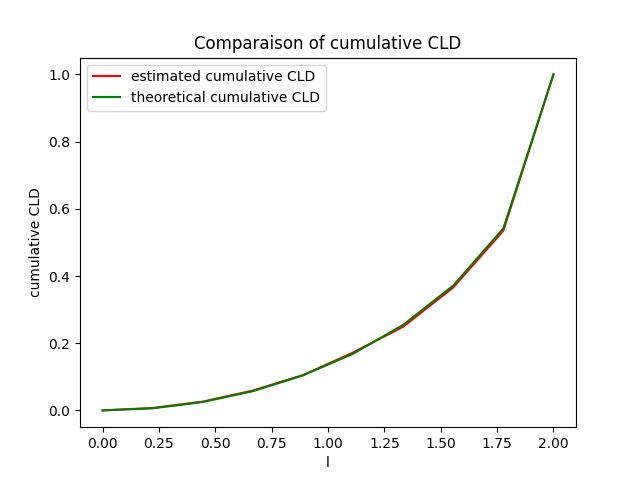 Comparaison of cumulative CLD
estimated cumulative CLD
theoretical cumulative CLD
1.0
0.8
0.6
0.4
0.2
0.0
cumulative CLD
0.00 0.25 0.50 0.75 1.00 1.25 1.50 1.75 2.00
l